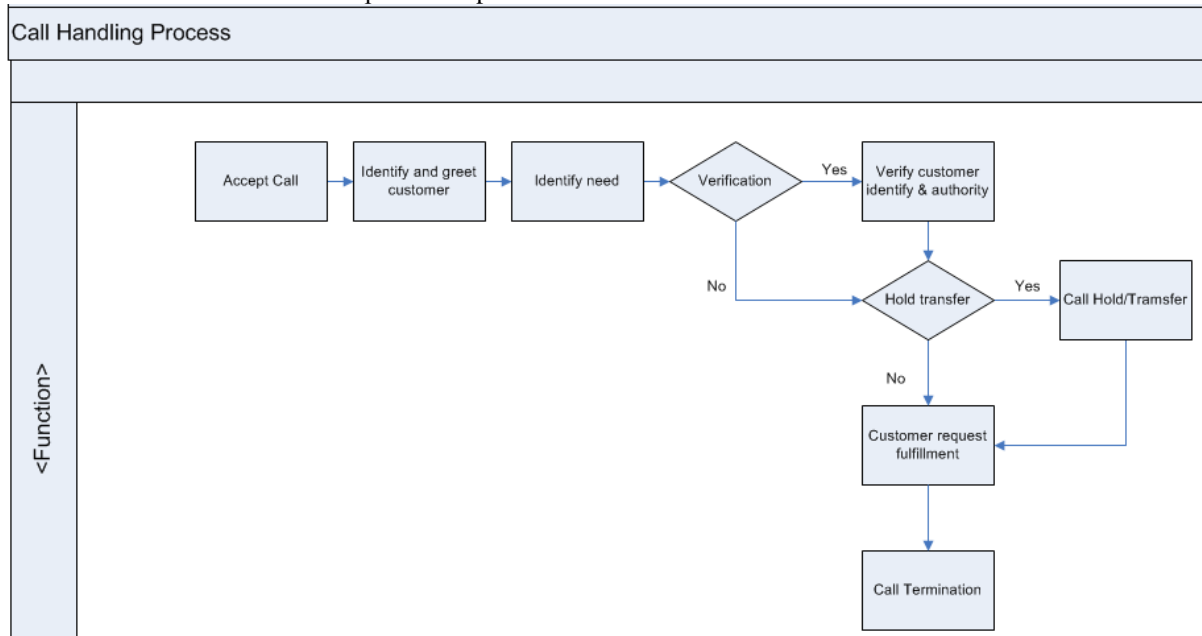 Call Handling Process
Accept Call
Identify and greet
customer
Identify need
Verification
Yes
Verify customer
identify & authority
No
Hold transfer
Yes
Call Hold/Tramsfer
No
<Function>
Customer request
fulfillment
Call Termination